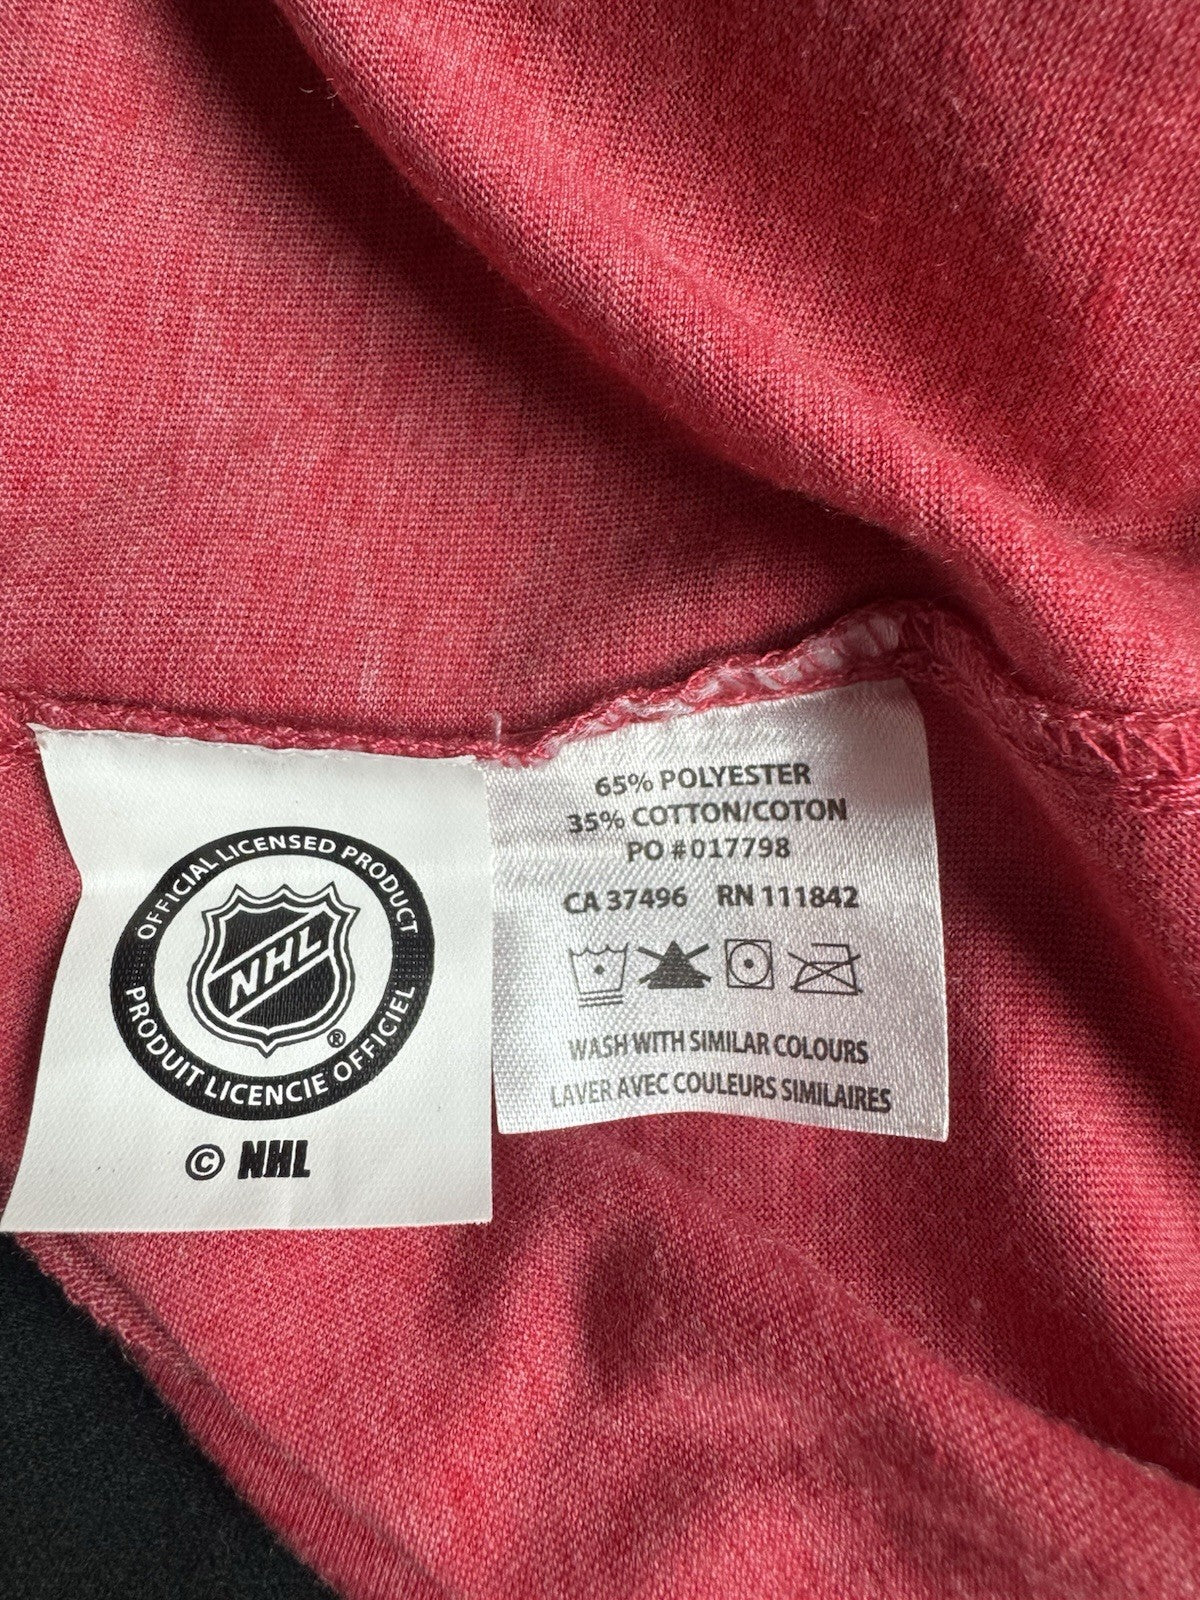 OFFICIAL LICENSED PRODUCT
NHL
®
PRODUIT LICENCIE OFFICIEL
© NHL
65% POLYESTER
35% COTTON/COTON
PO #017798
CA 37496 RN 111842
WASH WITH SIMILAR COLOURS
LAVER AVEC COULEURS SIMILAIRES